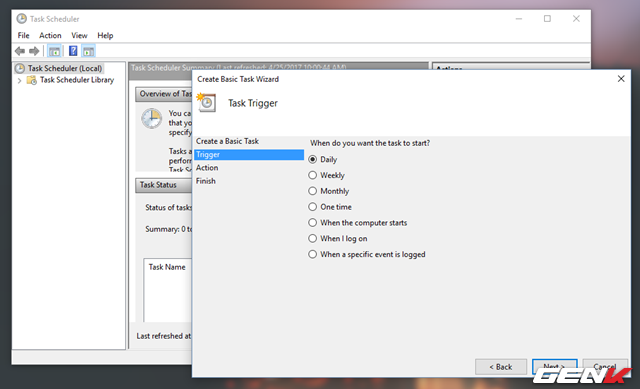 Task Scheduler
File Action View Help
Task Scheduler (Local)
Task Scheduler Library
Task Scheduler Summary (Last refreshed: 4/25/2017 10:00:44 AM)
Actions
Overview of Tas
You ca
that yo
specify
Tasks a
perform
Task Status
Status of tasks
Summary: 0 to
Task Name
Last refreshed at
Create Basic Task Wizard
Task Trigger
Create a Basic Task
Trigger
Action
Finish
When do you want the task to start?
Daily
Weekly
Monthly
One time
When the computer starts
When I log on
When a specific event is logged
< Back Next > Cancel
GENK